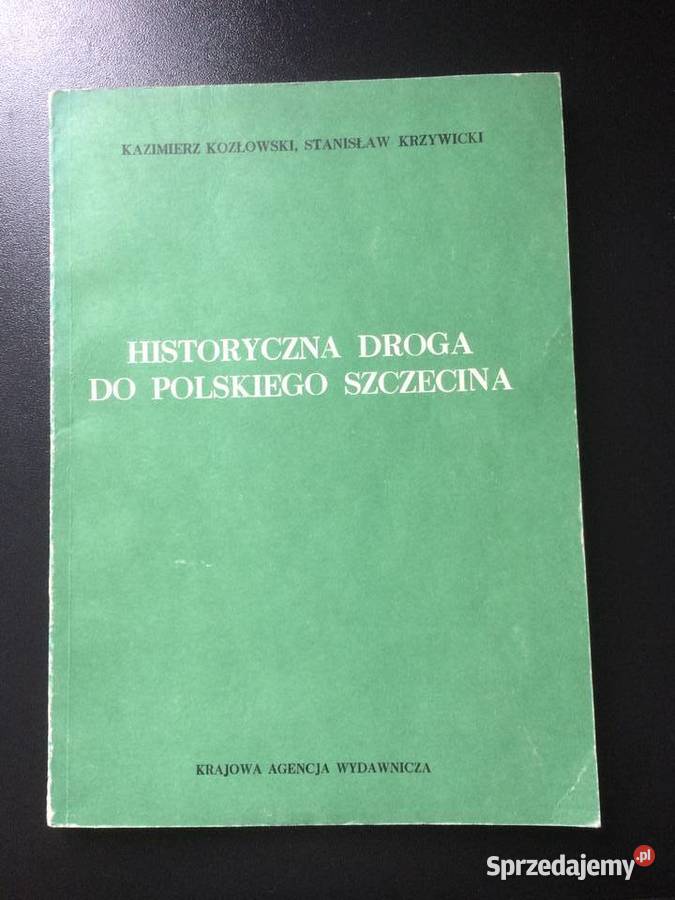 KAZIMIERZ KOZŁOWSKI, STANISŁAW KRZYWICKI
HISTORYCZNA DROGA
DO POLSKIEGO SZCZECINA
KRAJOWA AGENCJA WYDAWNICZA
Sprzedajemy.pl